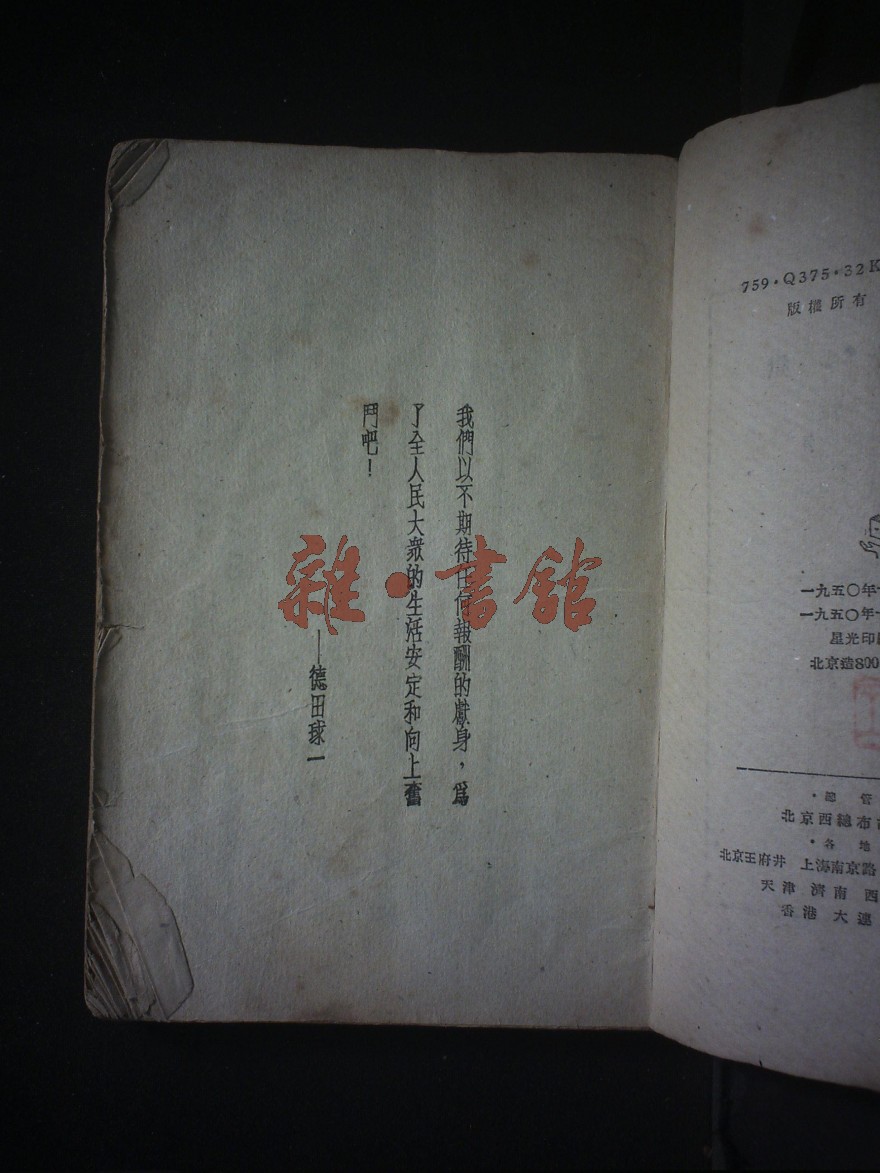 我們以不期待任何報酬的獻身，爲
了全人民大衆的生活安定和向上奮
鬥吧！
——德田球一
雜·書館
759·Q375·32K
版權所有
一九五〇年
一九五〇年
星光印
北京造800
·總管
北京西總布
·各地
北京王府井 上海南京路
天津 濟南 西
香港 大連